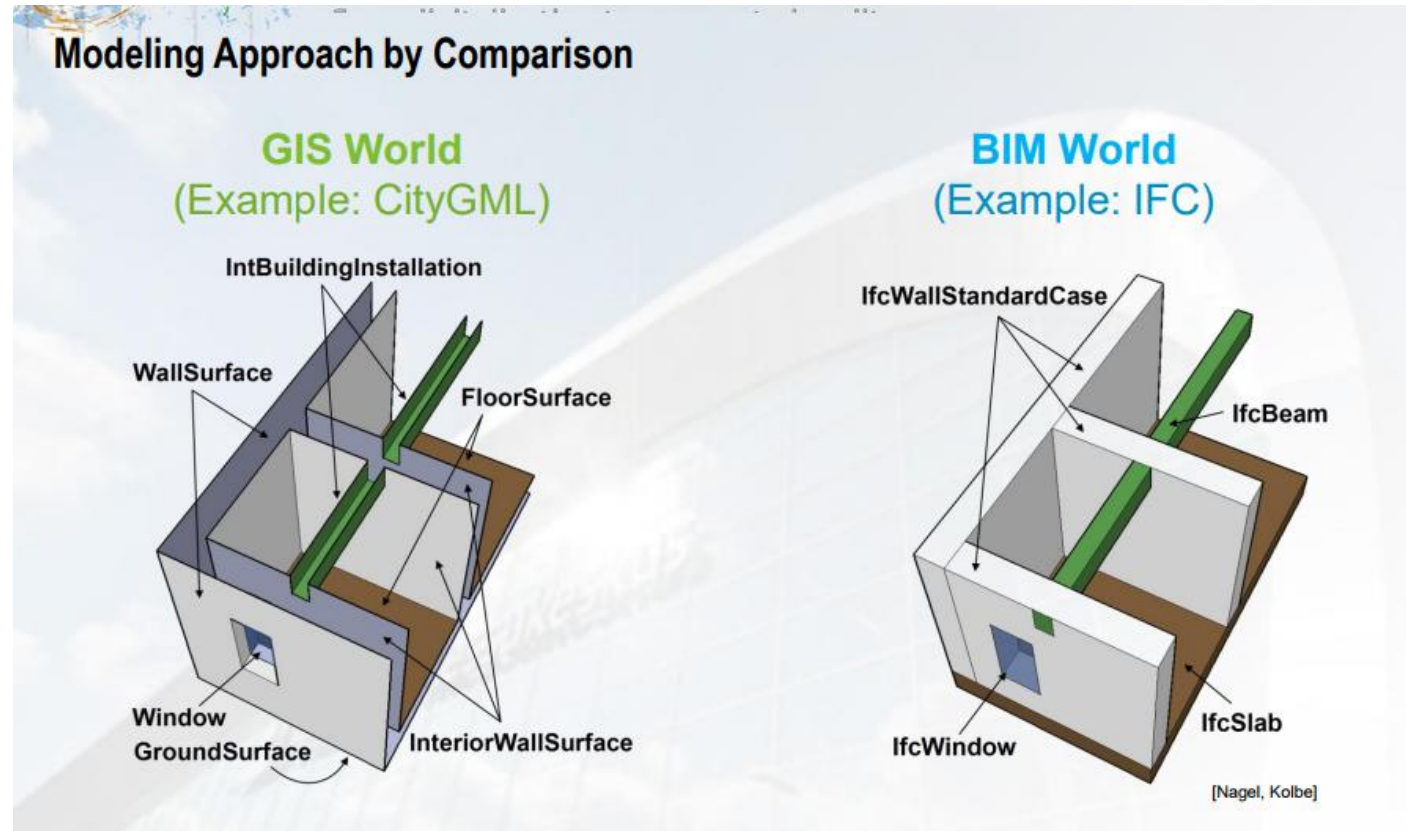 Modeling Approach by Comparison
GIS World
(Example: CityGML)
BIM World
(Example: IFC)
IntBuildingInstallation
WallSurface
FloorSurface
Window
GroundSurface
InteriorWallSurface
IfcWallStandardCase
IfcBeam
IfcSlab
IfcWindow
[Nagel, Kolbe]